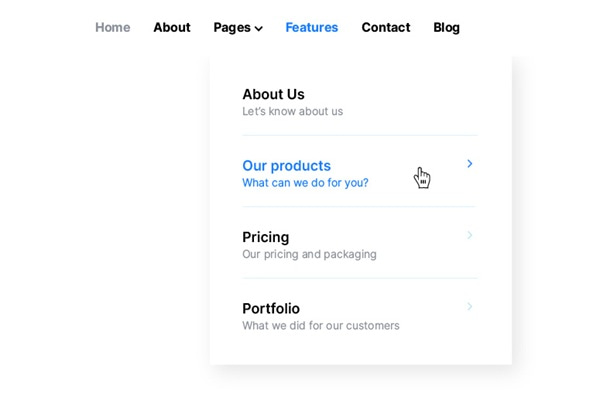 Home About Pages Features Contact Blog
About Us
Let's know about us
Our products
What can we do for you?
Pricing
Our pricing and packaging
Portfolio
What we did for our customers